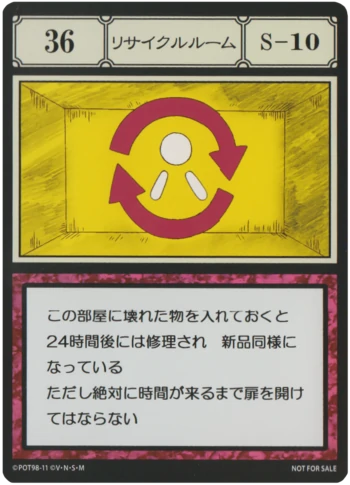 36
リサイクルルーム
S-10
この部屋に壊れた物を入れておくと
24時間後には修理され　新品同様に
なっている
ただし絶対に時間が来るまで扉を開け
てはならない
©POT98-11 ©V・N・S・M
NOT FOR SALE